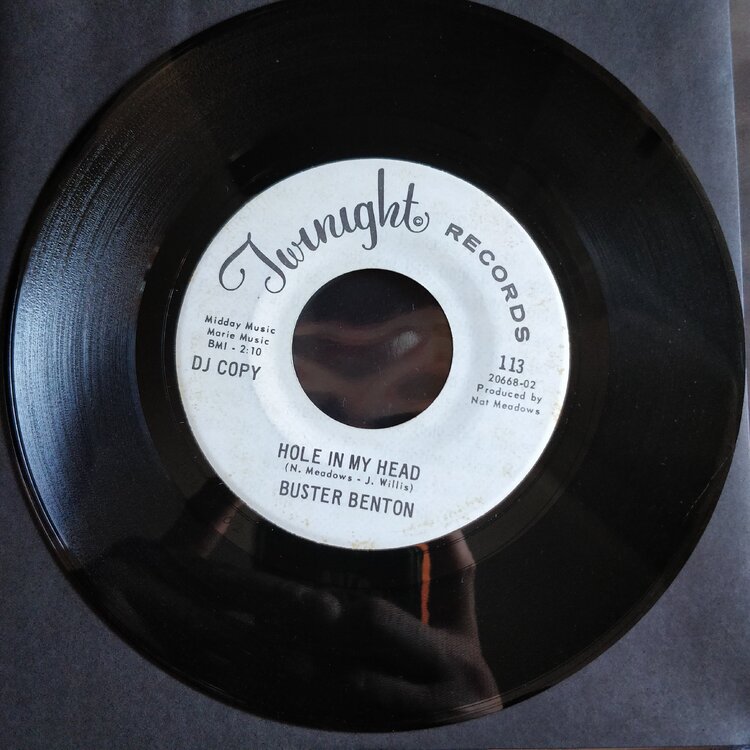 Twinight©
RECORDS
Midday Music
Marie Music
BMI - 2:10
DJ COPY
113
20668-02
Produced by
Nat Meadows
HOLE IN MY HEAD
(N. Meadows - J. Willis)
BUSTER BENTON